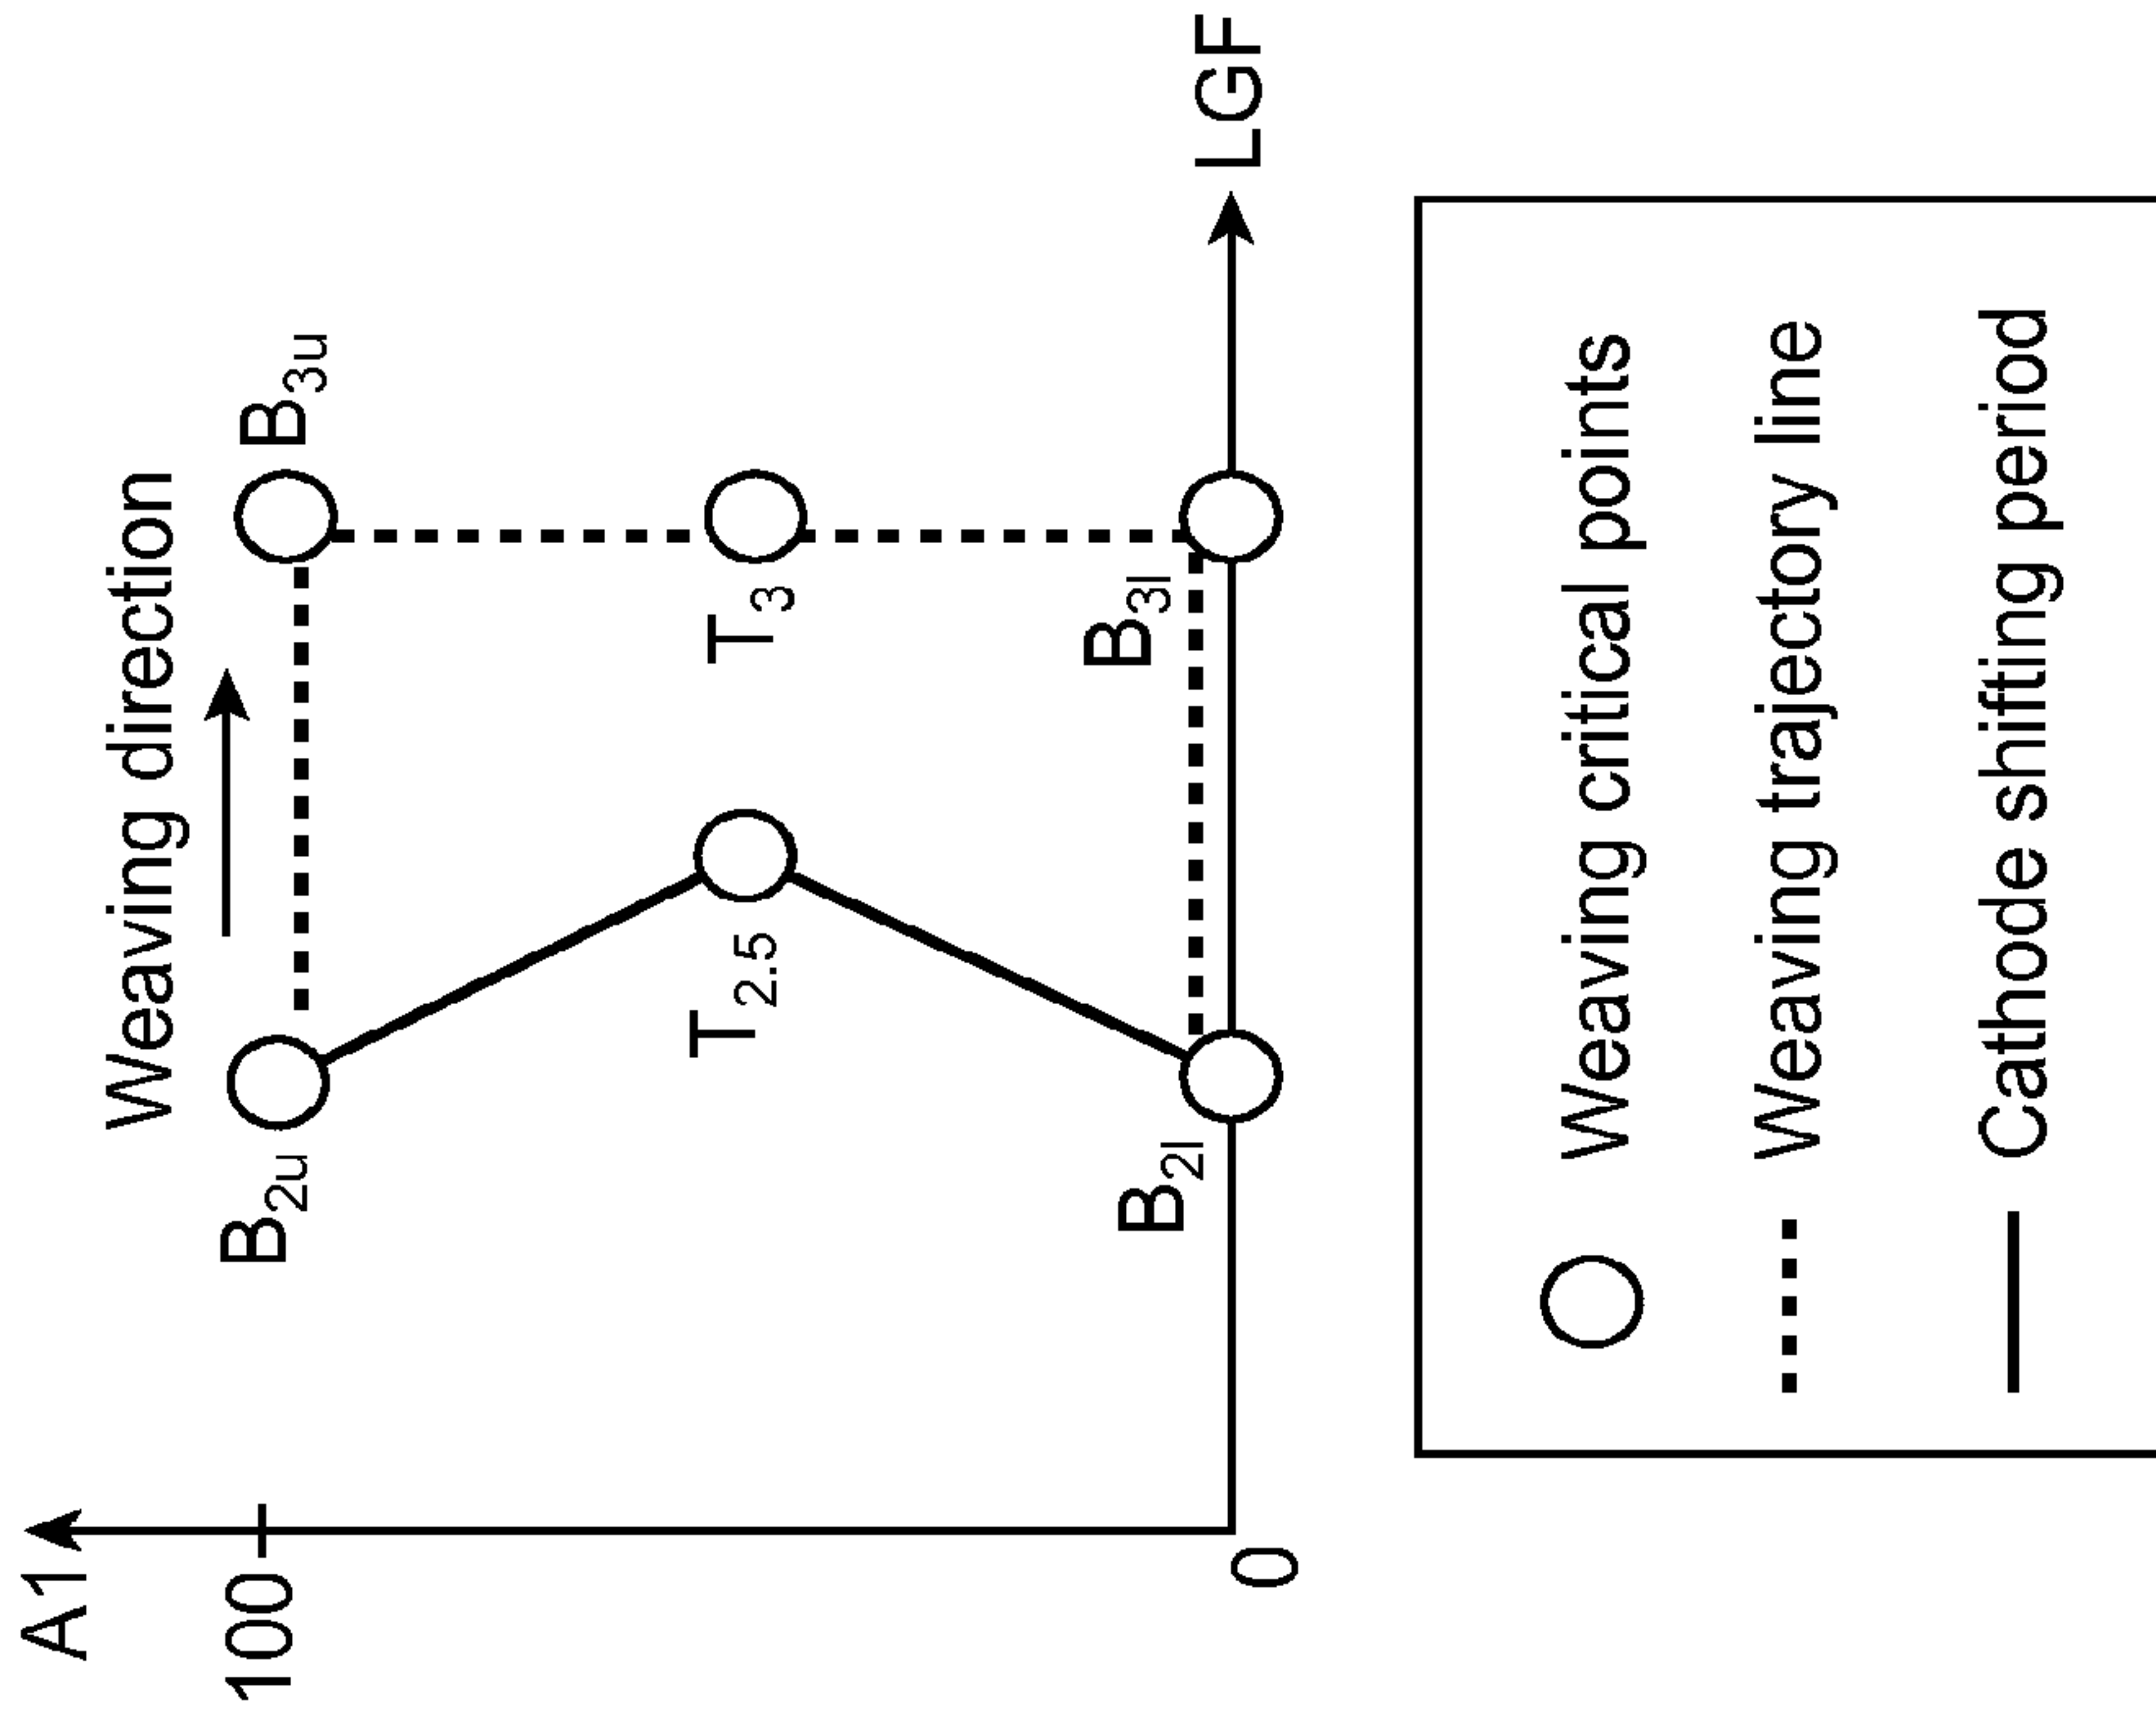 A1
100
Weaving direction
B2u
B3u
T2.5
T3
B2l
B3l
0
LGF
Weaving critical points
Weaving trajectory line
Cathode shifting period